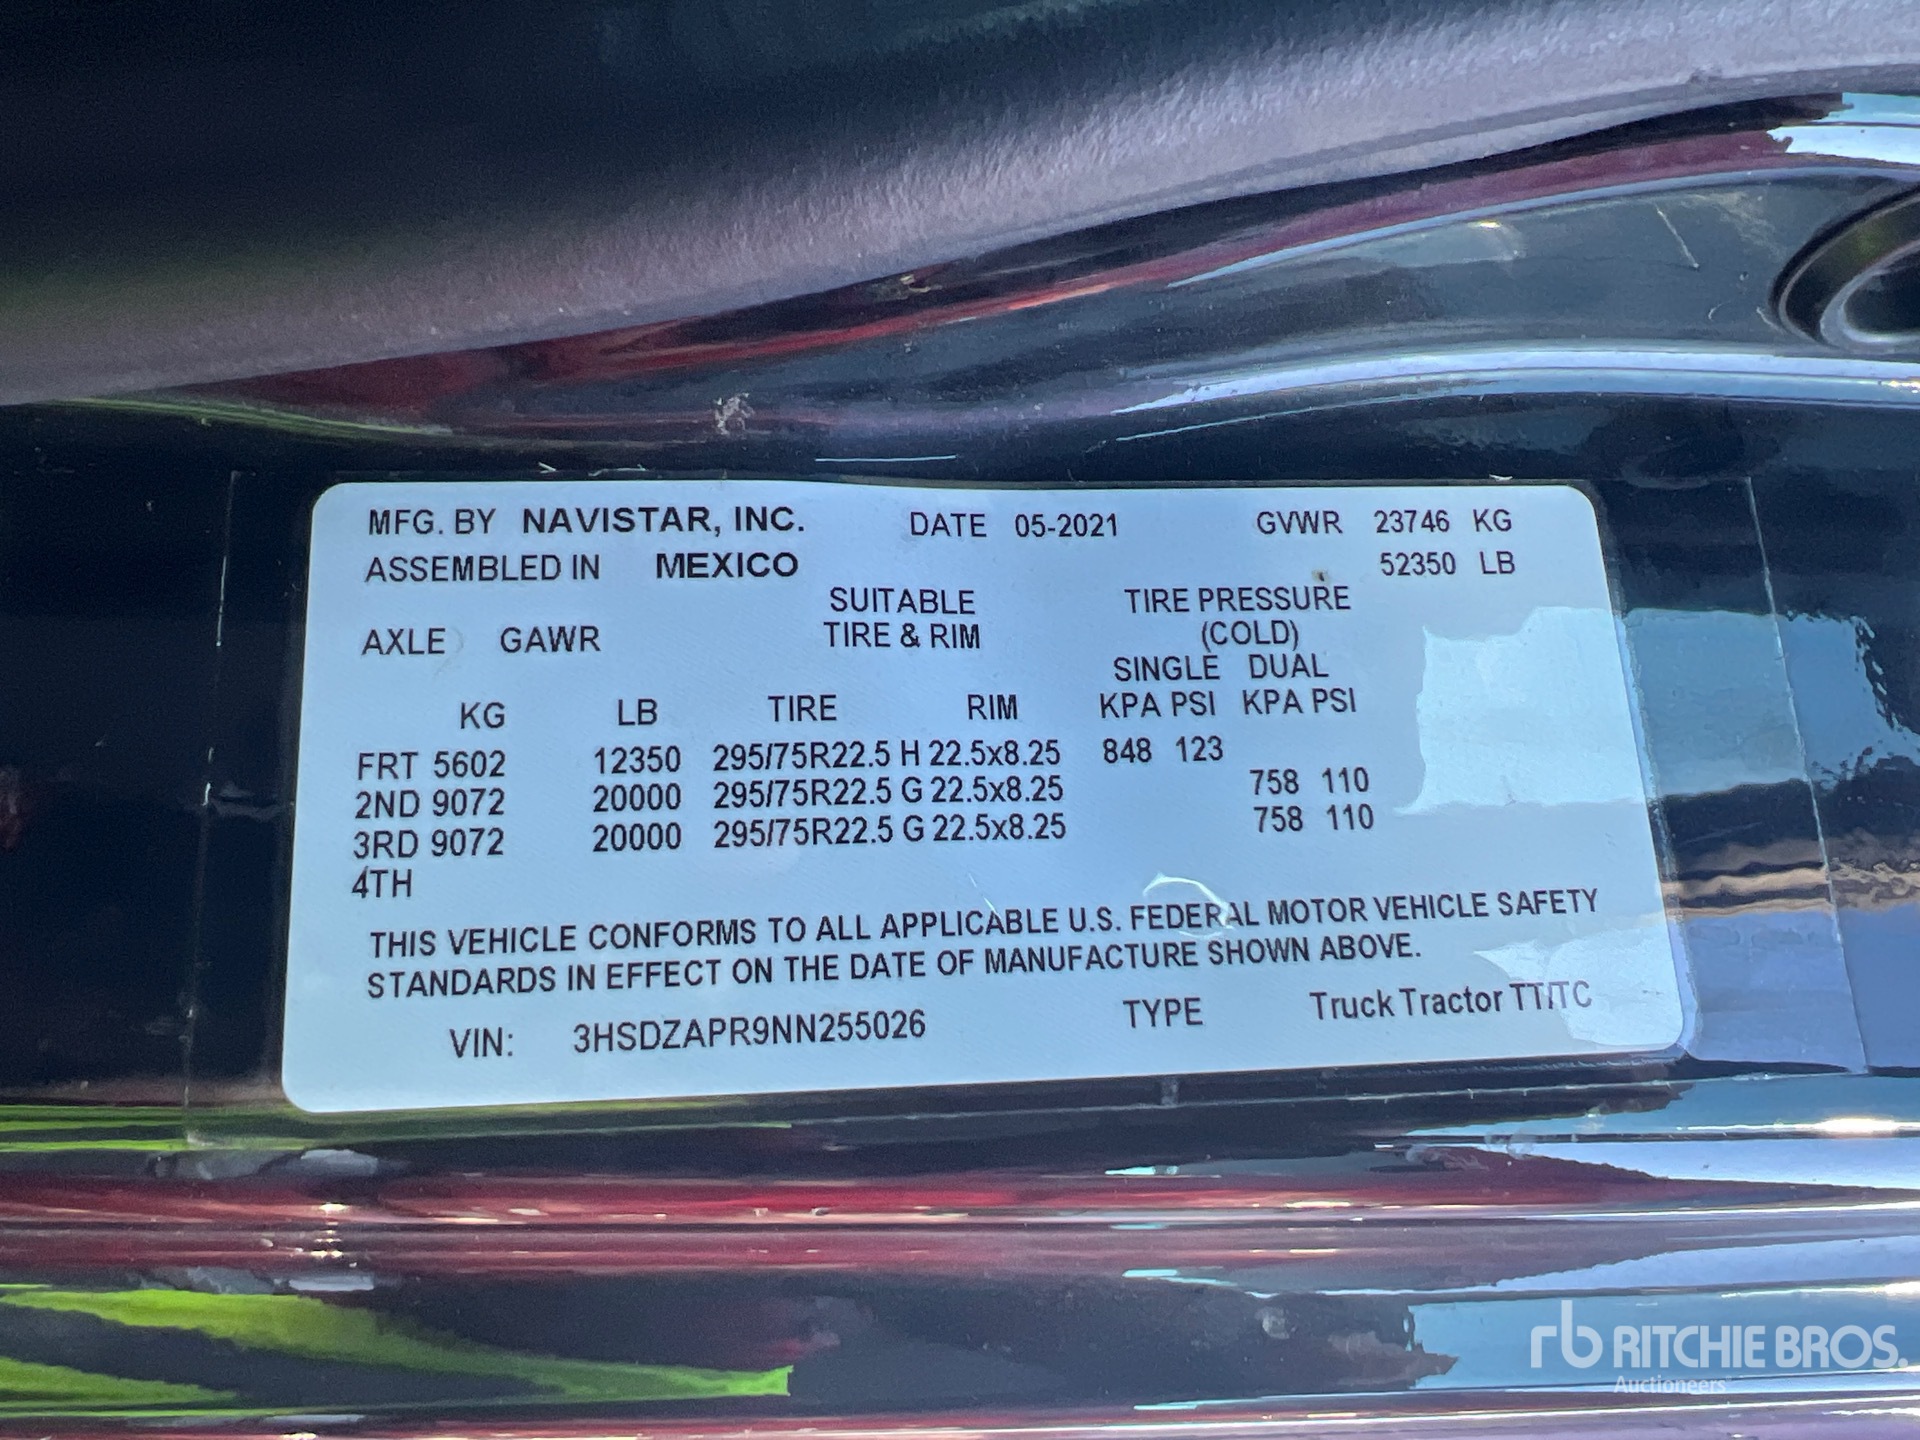 MFG. BY NAVISTAR, INC. DATE 05-2021 GVWR 23746 KG
ASSEMBLED IN MEXICO 52350 LB
SUITABLE TIRE PRESSURE
AXLE GAWR TIRE & RIM (COLD)
SINGLE DUAL
KG LB TIRE RIM KPA PSI KPA PSI
FRT 5602 12350 295/75R22.5 H 22.5x8.25 848 123
2ND 9072 20000 295/75R22.5 G 22.5x8.25 758 110
3RD 9072 20000 295/75R22.5 G 22.5x8.25 758 110
4TH
THIS VEHICLE CONFORMS TO ALL APPLICABLE U.S. FEDERAL MOTOR VEHICLE SAFETY
STANDARDS IN EFFECT ON THE DATE OF MANUFACTURE SHOWN ABOVE.
VIN: 3HSDZAPR9NN255026 TYPE Truck Tractor TT/TC
rb RITCHIE BROS.
Auctioneers